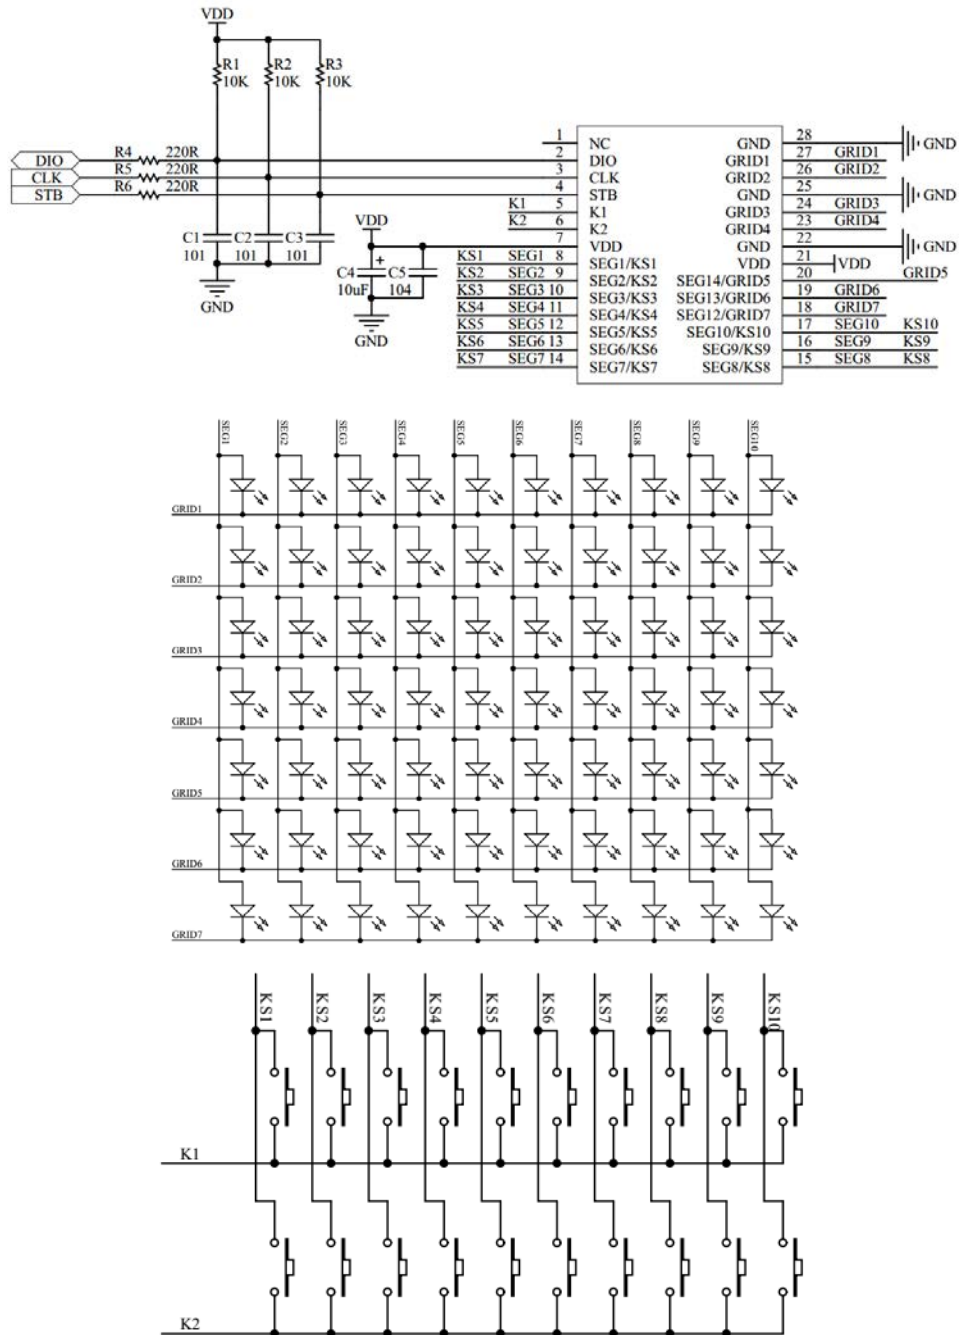 VDD
R1
10K
R2
10K
R3
10K
DIO
R4
220R
CLK
R5
220R
STB
R6
220R
C1
101
C2
101
C3
101
GND
VDD
C4
10uF
+
C5
104
GND
K1
K2
KS1 SEG1
KS2 SEG2
KS3 SEG3
KS4 SEG4
KS5 SEG5
KS6 SEG6
KS7 SEG7
1 NC
2 DIO
3 CLK
4 STB
5 K1
6 K2
7 VDD
8 SEG1/KS1
9 SEG2/KS2
10 SEG3/KS3
11 SEG4/KS4
12 SEG5/KS5
13 SEG6/KS6
14 SEG7/KS7
GND 28 GND
GRID1 27 GRID1
GRID2 26 GRID2
GND 25 GND
GRID3 24 GRID3
GRID4 23 GRID4
GND 22 GND
VDD 21 VDD
SEG14/GRID5 20 GRID5
SEG13/GRID6 19 GRID6
SEG12/GRID7 18 GRID7
SEG10/KS10 17 SEG10 KS10
SEG9/KS9 16 SEG9 KS9
SEG8/KS8 15 SEG8 KS8
SEG1
SEG2
SEG3
SEG4
SEG5
SEG6
SEG7
SEG8
SEG9
SEG10
GRID1
GRID2
GRID3
GRID4
GRID5
GRID6
GRID7
KS1
KS2
KS3
KS4
KS5
KS6
KS7
KS8
KS9
KS10
K1
K2